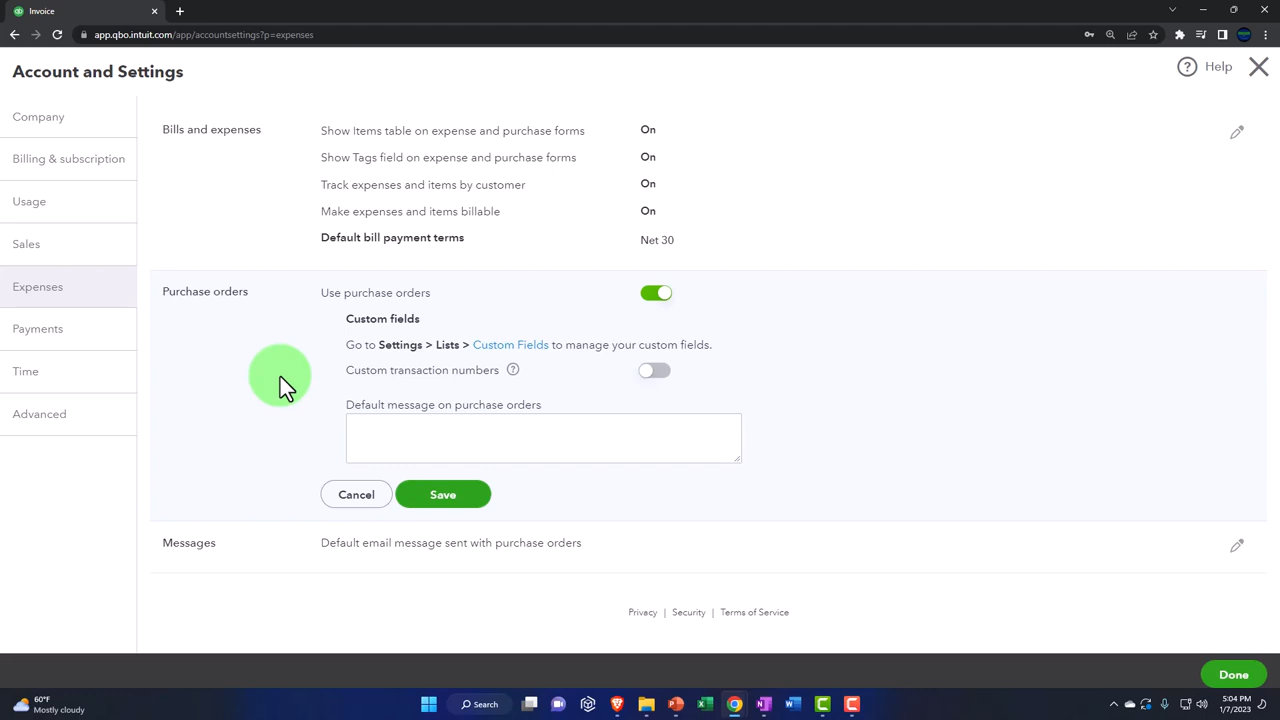 Invoice
app.qbo.intuit.com/app/accountsettings?p=expenses
Account and Settings
Help
Company
Billing & subscription
Usage
Sales
Expenses
Payments
Time
Advanced
Bills and expenses
Show Items table on expense and purchase forms On
Show Tags field on expense and purchase forms On
Track expenses and items by customer On
Make expenses and items billable On
Default bill payment terms Net 30
Purchase orders
Use purchase orders
Custom fields
Go to Settings > Lists > Custom Fields to manage your custom fields.
Custom transaction numbers
Default message on purchase orders
Cancel Save
Messages
Default email message sent with purchase orders
Privacy | Security | Terms of Service
Done
60°F
Mostly cloudy
Search
5:04 PM
1/7/2023